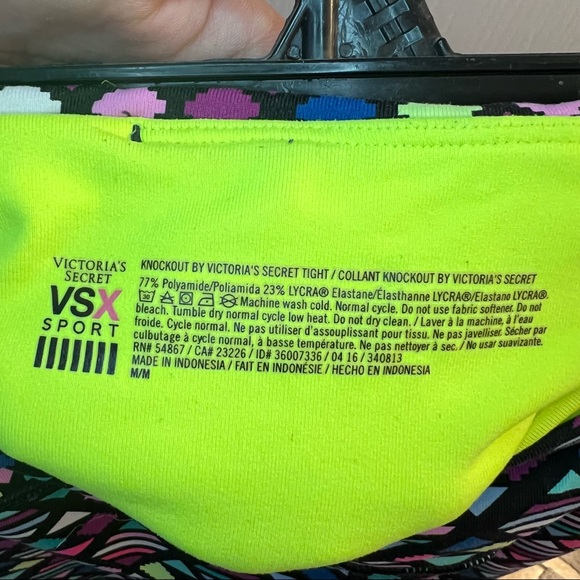 VICTORIA'S
SECRET
VSX
SPORT
KNOCKOUT BY VICTORIA'S SECRET TIGHT / COLLANT KNOCKOUT BY VICTORIA'S SECRET
77% Polyamide/Poliamida 23% LYCRA® Elastane/Élasthanne LYCRA®/Elastano LYCRA®.
Machine wash cold. Normal cycle. Do not use fabric softener. Do not
bleach. Tumble dry normal cycle low heat. Do not dry clean. / Laver à la machine, à l'eau
froide. Cycle normal. Ne pas utiliser d'assouplissant pour tissu. Ne pas javelliser. Sécher par
culbutage à cycle normal, à basse température. Ne pas nettoyer à sec. / No usar suavizante.
RN# 54867 / CA# 23226 / ID# 36007336 / 04 16 / 340813
MADE IN INDONESIA / FAIT EN INDONÉSIE / HECHO EN INDONESIA
M/M